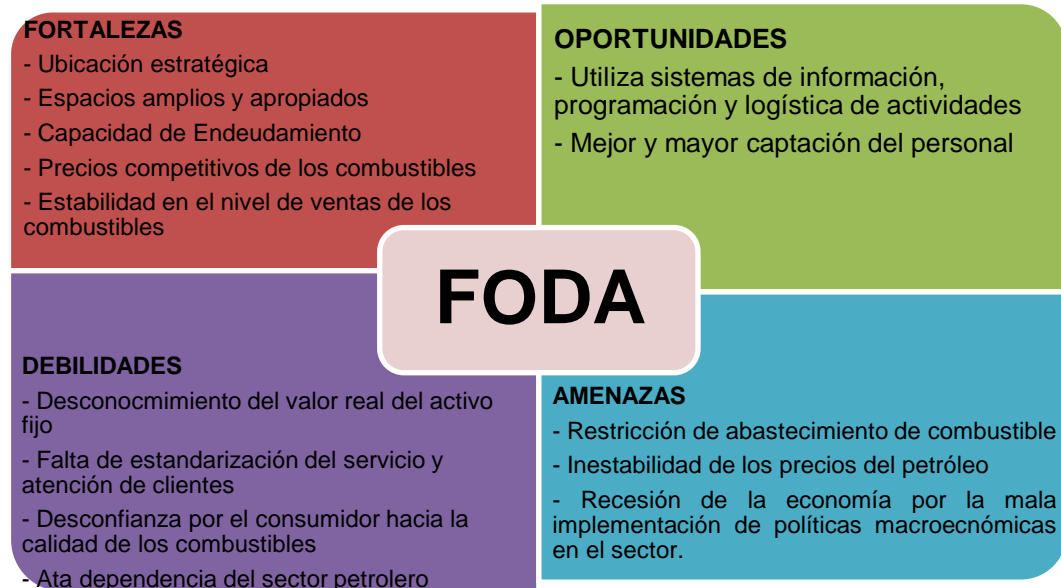 FORTALEZAS
- Ubicación estratégica
- Espacios amplios y apropiados
- Capacidad de Endeudamiento
- Precios competitivos de los combustibles
- Estabilidad en el nivel de ventas de los
combustibles
OPORTUNIDADES
- Utiliza sistemas de información,
programación y logística de actividades
- Mejor y mayor captación del personal
FODA
DEBILIDADES
- Desconocmimiento del valor real del activo
fijo
- Falta de estandarización del servicio y
atención de clientes
- Desconfianza por el consumidor hacia la
calidad de los combustibles
- Ata dependencia del sector petrolero
AMENAZAS
- Restricción de abastecimiento de combustible
- Inestabilidad de los precios del petróleo
- Recesión de la economía por la mala
implementación de políticas macroecnómicas
en el sector.